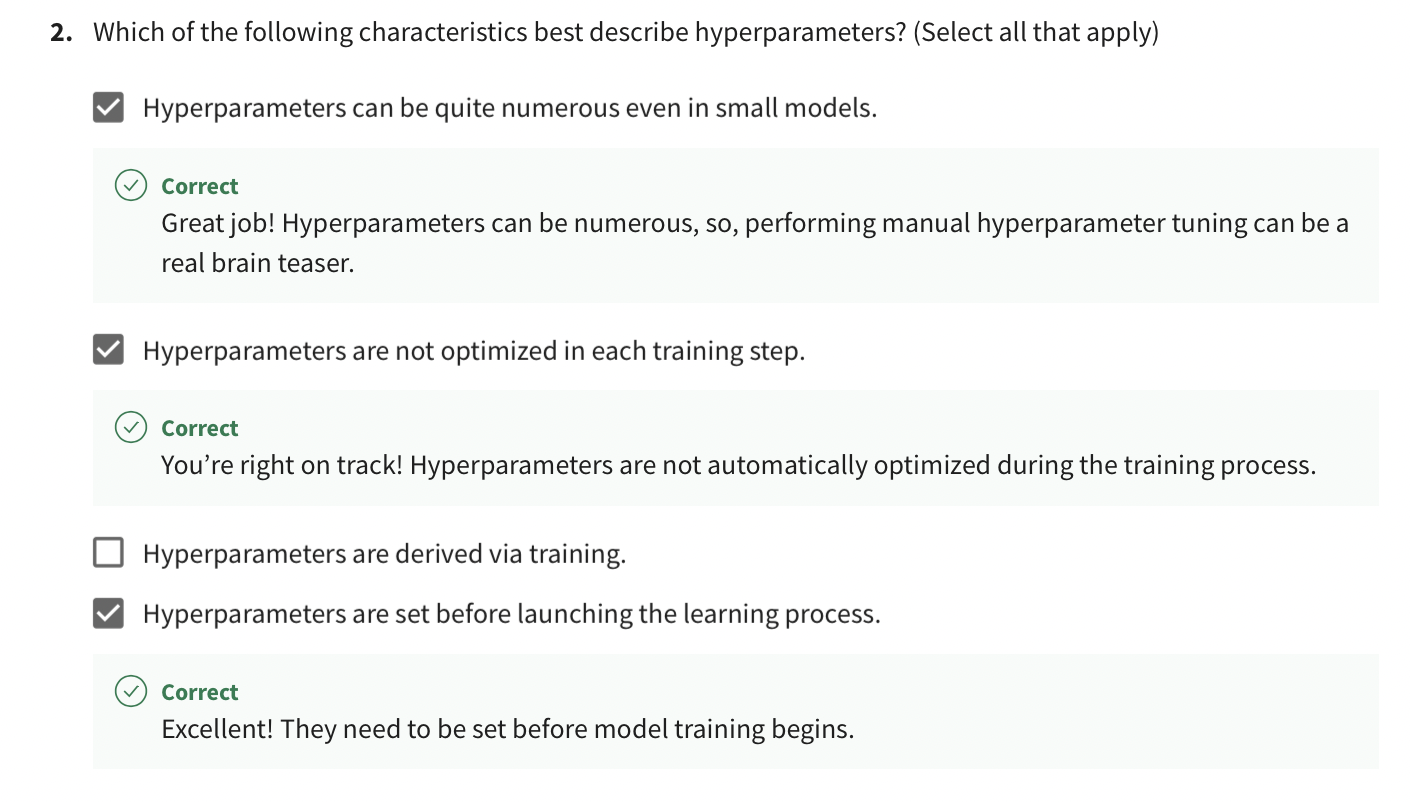 2. Which of the following characteristics best describe hyperparameters? (Select all that apply)
Hyperparameters can be quite numerous even in small models.
Correct
Great job! Hyperparameters can be numerous, so, performing manual hyperparameter tuning can be a
real brain teaser.
Hyperparameters are not optimized in each training step.
Correct
You’re right on track! Hyperparameters are not automatically optimized during the training process.
Hyperparameters are derived via training.
Hyperparameters are set before launching the learning process.
Correct
Excellent! They need to be set before model training begins.